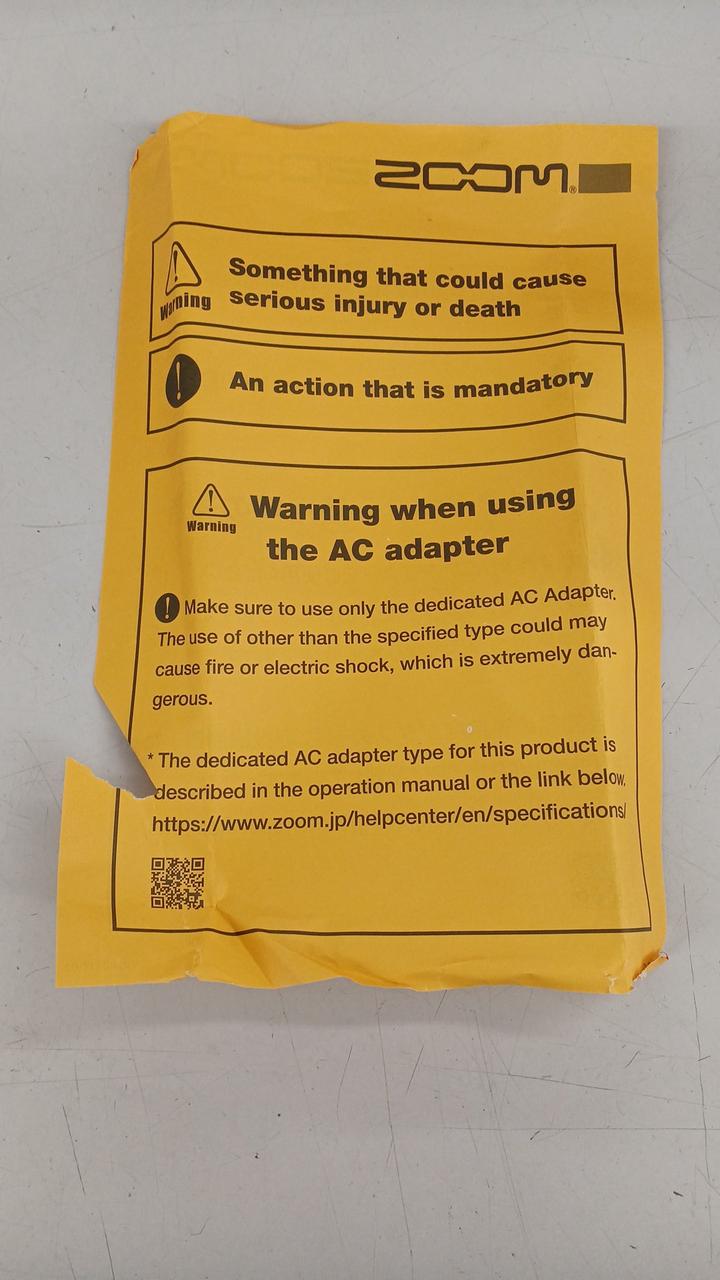 ZOOM®
Something that could cause
Warning serious injury or death
An action that is mandatory
Warning when using
Warning
the AC adapter
Make sure to use only the dedicated AC Adapter.
The use of other than the specified type could may
cause fire or electric shock, which is extremely dan-
gerous.
* The dedicated AC adapter type for this product is
described in the operation manual or the link below.
https://www.zoom.jp/helpcenter/en/specifications/